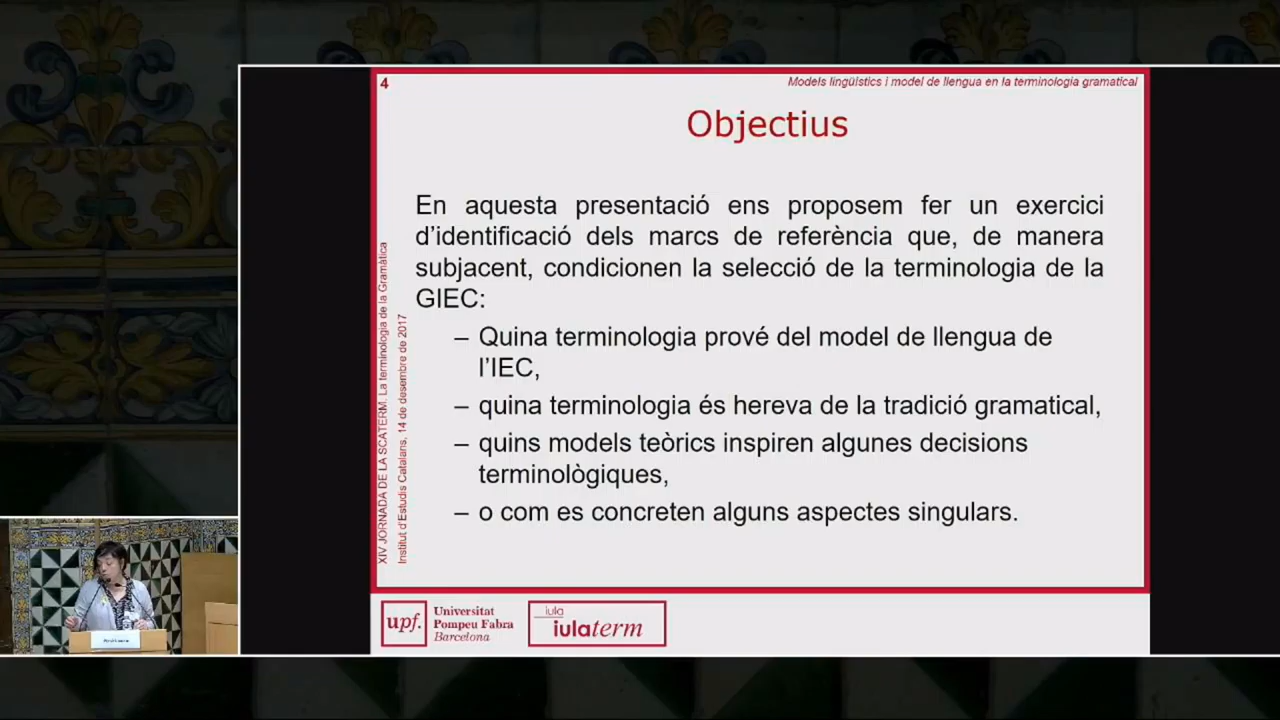 4
Models lingüístics i model de llengua en la terminologia gramatical
Objectius
En aquesta presentació ens proposem fer un exercici
d'identificació dels marcs de referència que, de manera
subjacent, condicionen la selecció de la terminologia de la
GIEC:
– Quina terminologia prové del model de llengua de
l'IEC,
– quina terminologia és hereva de la tradició gramatical,
– quins models teòrics inspiren algunes decisions
terminològiques,
– o com es concreten alguns aspectes singulars.
XIV JORNADA DE LA SCATERM. La terminologia de la Gramàtica
Institut d'Estudis Catalans, 14 de desembre de 2017
upf.
Universitat
Pompeu Fabra
Barcelona
iula
iulaterm